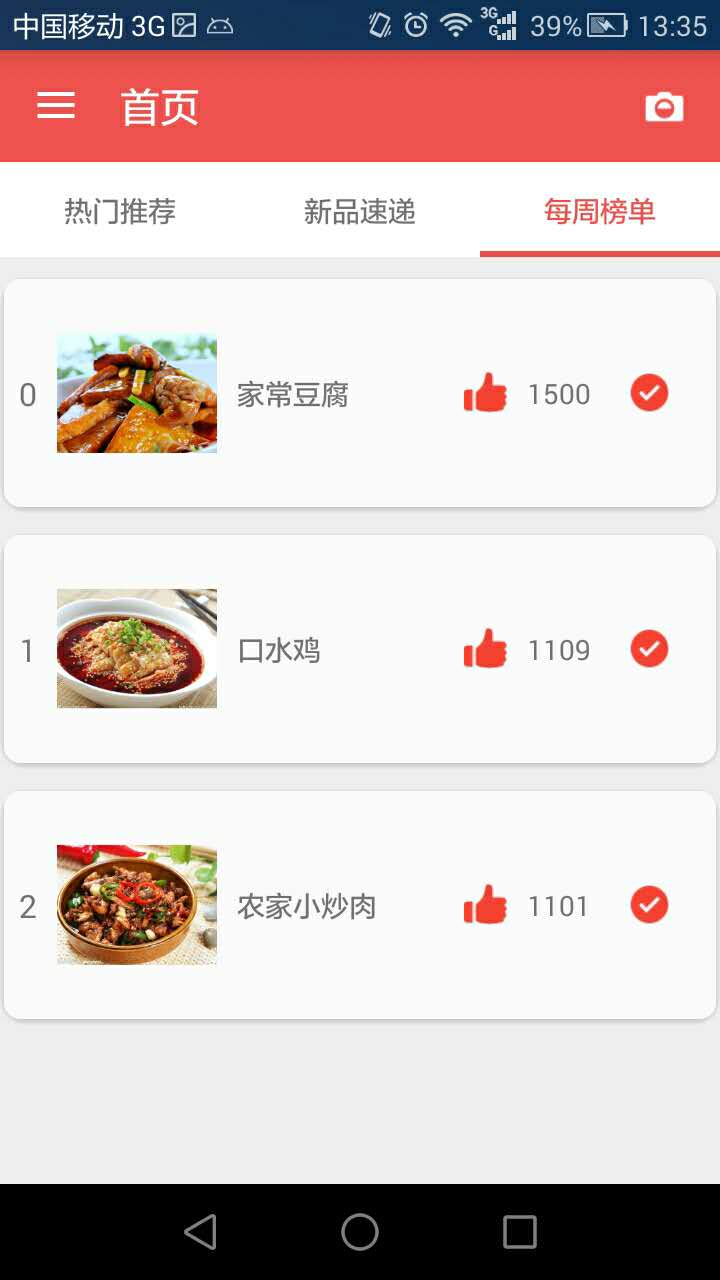 中国移动 3G 3G G 39% 13:35
首页
热门推荐 新品速递 每周榜单
0 家常豆腐 1500
1 口水鸡 1109
2 农家小炒肉 1101